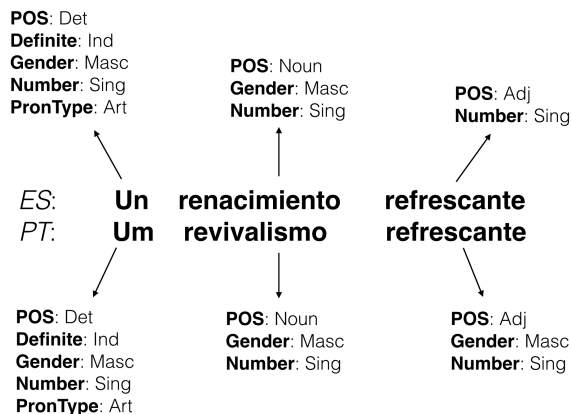 POS: Det
Definite: Ind
Gender: Masc
Number: Sing
PronType: Art
POS: Noun
Gender: Masc
Number: Sing
POS: Adj
Number: Sing
ES: Un renacimiento refrescante
PT: Um revivalismo refrescante
POS: Det
Definite: Ind
Gender: Masc
Number: Sing
PronType: Art
POS: Noun
Gender: Masc
Number: Sing
POS: Adj
Gender: Masc
Number: Sing